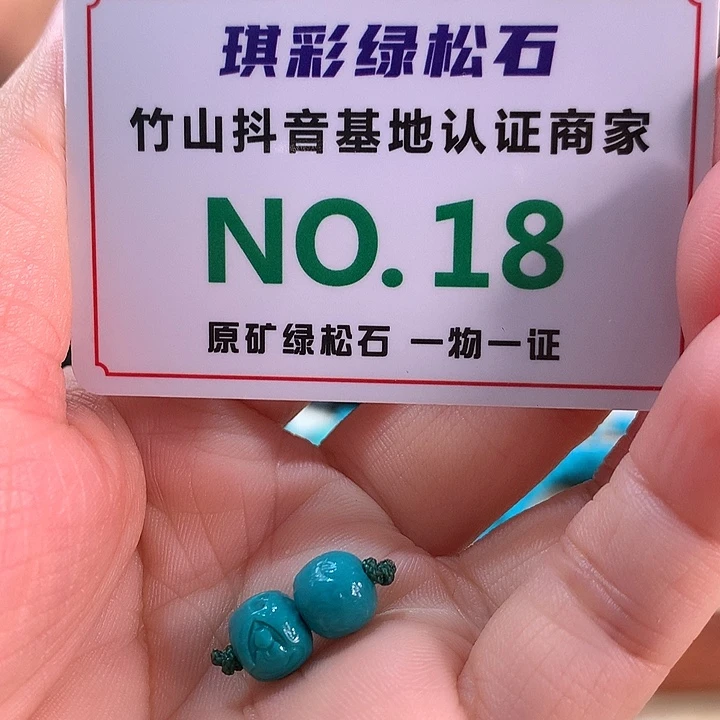 琪彩绿松石
竹山抖音基地认证商家
NO.18
原矿绿松石 一物一证